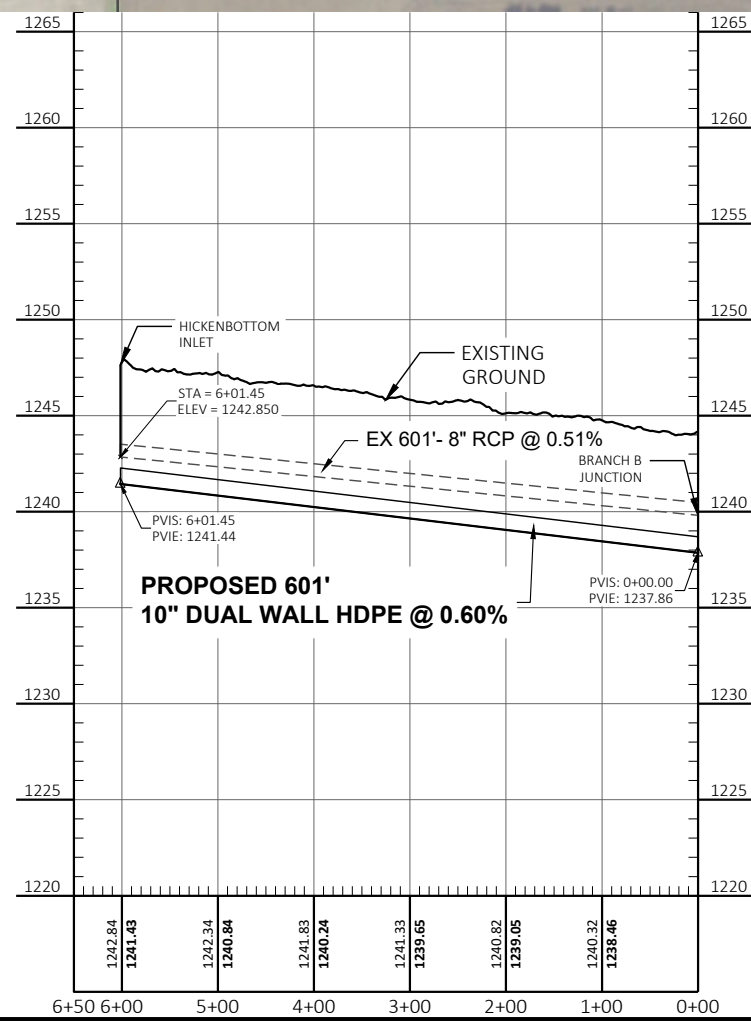 1265
1265
1260
1260
1255
1255
1250
1250
HICKENBOTTOM
INLET
EXISTING
GROUND
STA = 6+01.45
ELEV = 1242.850
1245
1245
EX 601'- 8" RCP @ 0.51%
BRANCH B
JUNCTION
1240
1240
PVIS: 6+01.45
PVIE: 1241.44
PROPOSED 601'
10" DUAL WALL HDPE @ 0.60%
PVIS: 0+00.00
PVIE: 1237.86
1235
1235
1230
1230
1225
1225
1220
1220
1242.84
1241.43
1242.34
1240.84
1241.83
1240.24
1241.33
1239.65
1240.82
1239.05
1240.32
1238.46
6+50 6+00 5+00 4+00 3+00 2+00 1+00 0+00